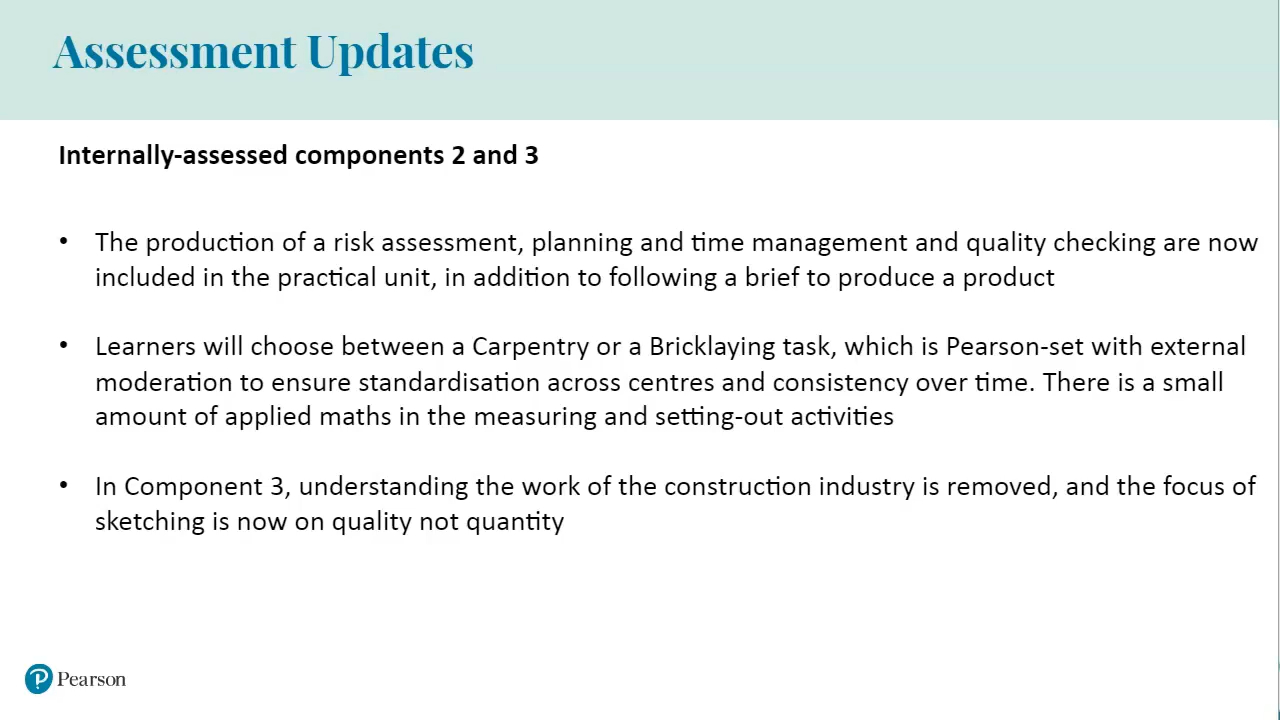 Assessment Updates
Internally-assessed components 2 and 3
• The production of a risk assessment, planning and time management and quality checking are now
included in the practical unit, in addition to following a brief to produce a product
• Learners will choose between a Carpentry or a Bricklaying task, which is Pearson-set with external
moderation to ensure standardisation across centres and consistency over time. There is a small
amount of applied maths in the measuring and setting-out activities
• In Component 3, understanding the work of the construction industry is removed, and the focus of
sketching is now on quality not quantity
Pearson